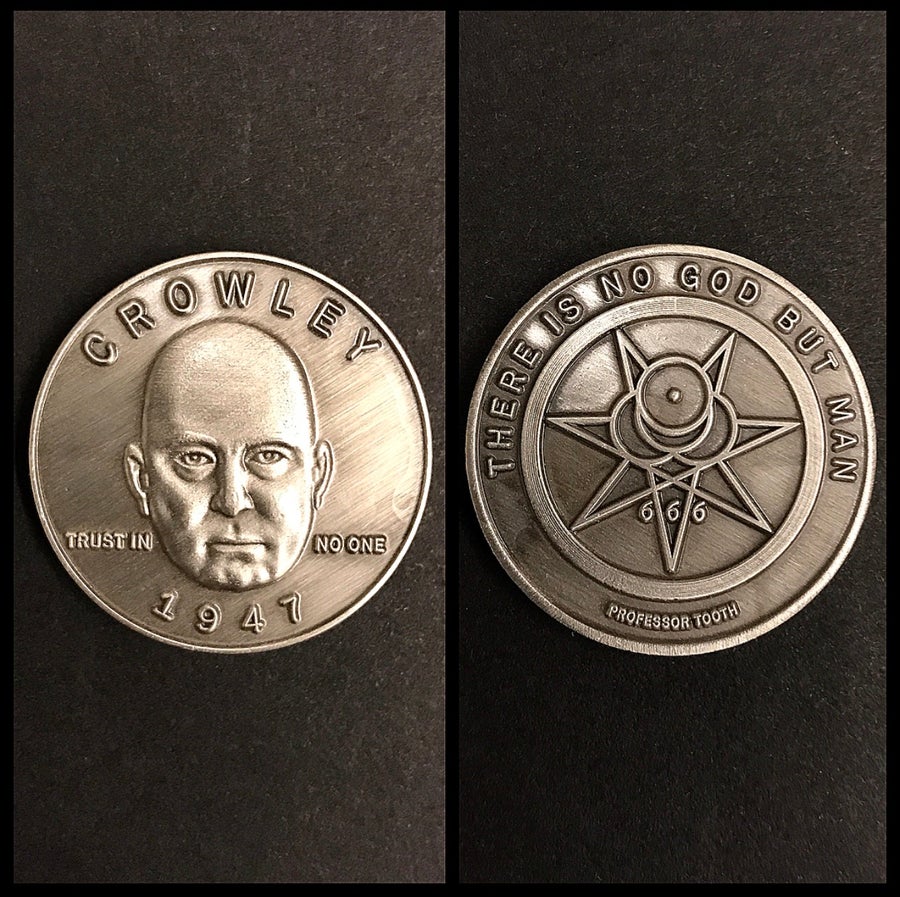 CROWLEY
TRUST IN NO ONE
1947
THERE IS NO GOD BUT MAN
666
PROFESSOR TOOTH